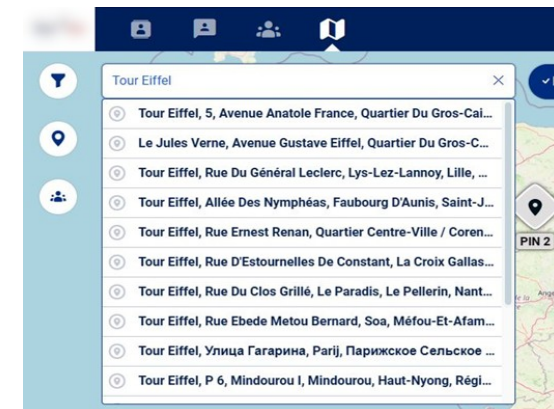 Tour Eiffel
Tour Eiffel, 5, Avenue Anatole France, Quartier Du Gros-Cai...
Le Jules Verne, Avenue Gustave Eiffel, Quartier Du Gros-C...
Tour Eiffel, Rue Du Général Leclerc, Lys-Lez-Lannoy, Lille, ...
Tour Eiffel, Allée Des Nymphéas, Faubourg D'Aunis, Saint-J...
Tour Eiffel, Rue Ernest Renan, Quartier Centre-Ville / Coren...
PIN 2
Tour Eiffel, Rue D'Estournelles De Constant, La Croix Gallas...
Tour Eiffel, Rue Du Clos Grillé, Le Paradis, Le Pellerin, Nant...
Tour Eiffel, Rue Ebede Metou Bernard, Soa, Méfou-Et-Afam...
Tour Eiffel, Улица Гагарина, Parij, Парижское Сельское ...
Tour Eiffel, P 6, Mindourou I, Mindourou, Haut-Nyong, Régi...